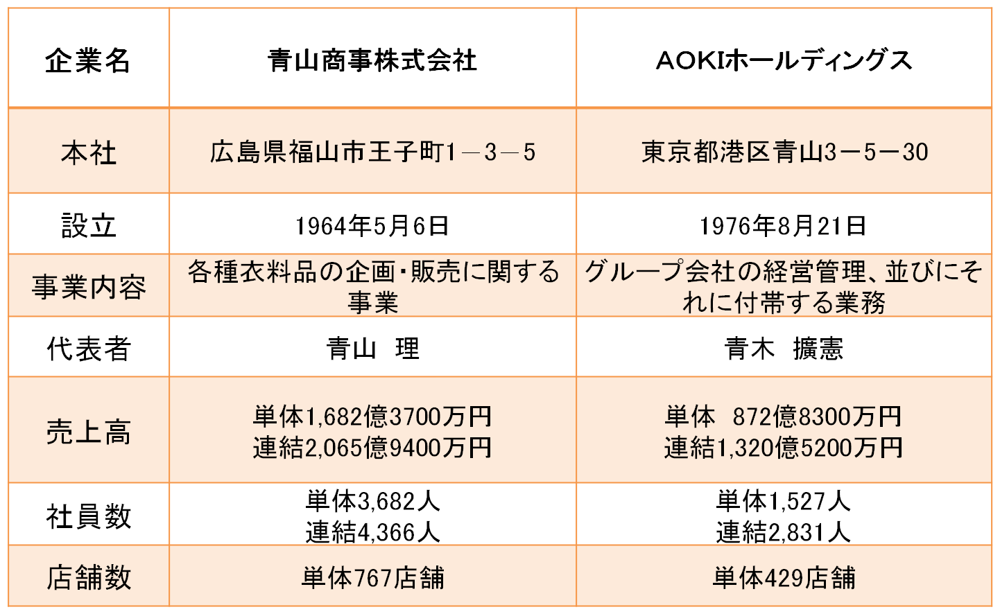 企業名
青山商事株式会社
AOKIホールディングス
本社
広島県福山市王子町1－3－5
東京都港区青山3－5－30
設立
1964年5月6日
1976年8月21日
事業内容
各種衣料品の企画・販売に関する
事業
グループ会社の経営管理、並びにそ
れに付帯する業務
代表者
青山　理
青木　擴憲
売上高
単体1,682億3700万円
連結2,065億9400万円
単体　872億8300万円
連結1,320億5200万円
社員数
単体3,682人
連結4,366人
単体1,527人
連結2,831人
店舗数
単体767店舗
単体429店舗